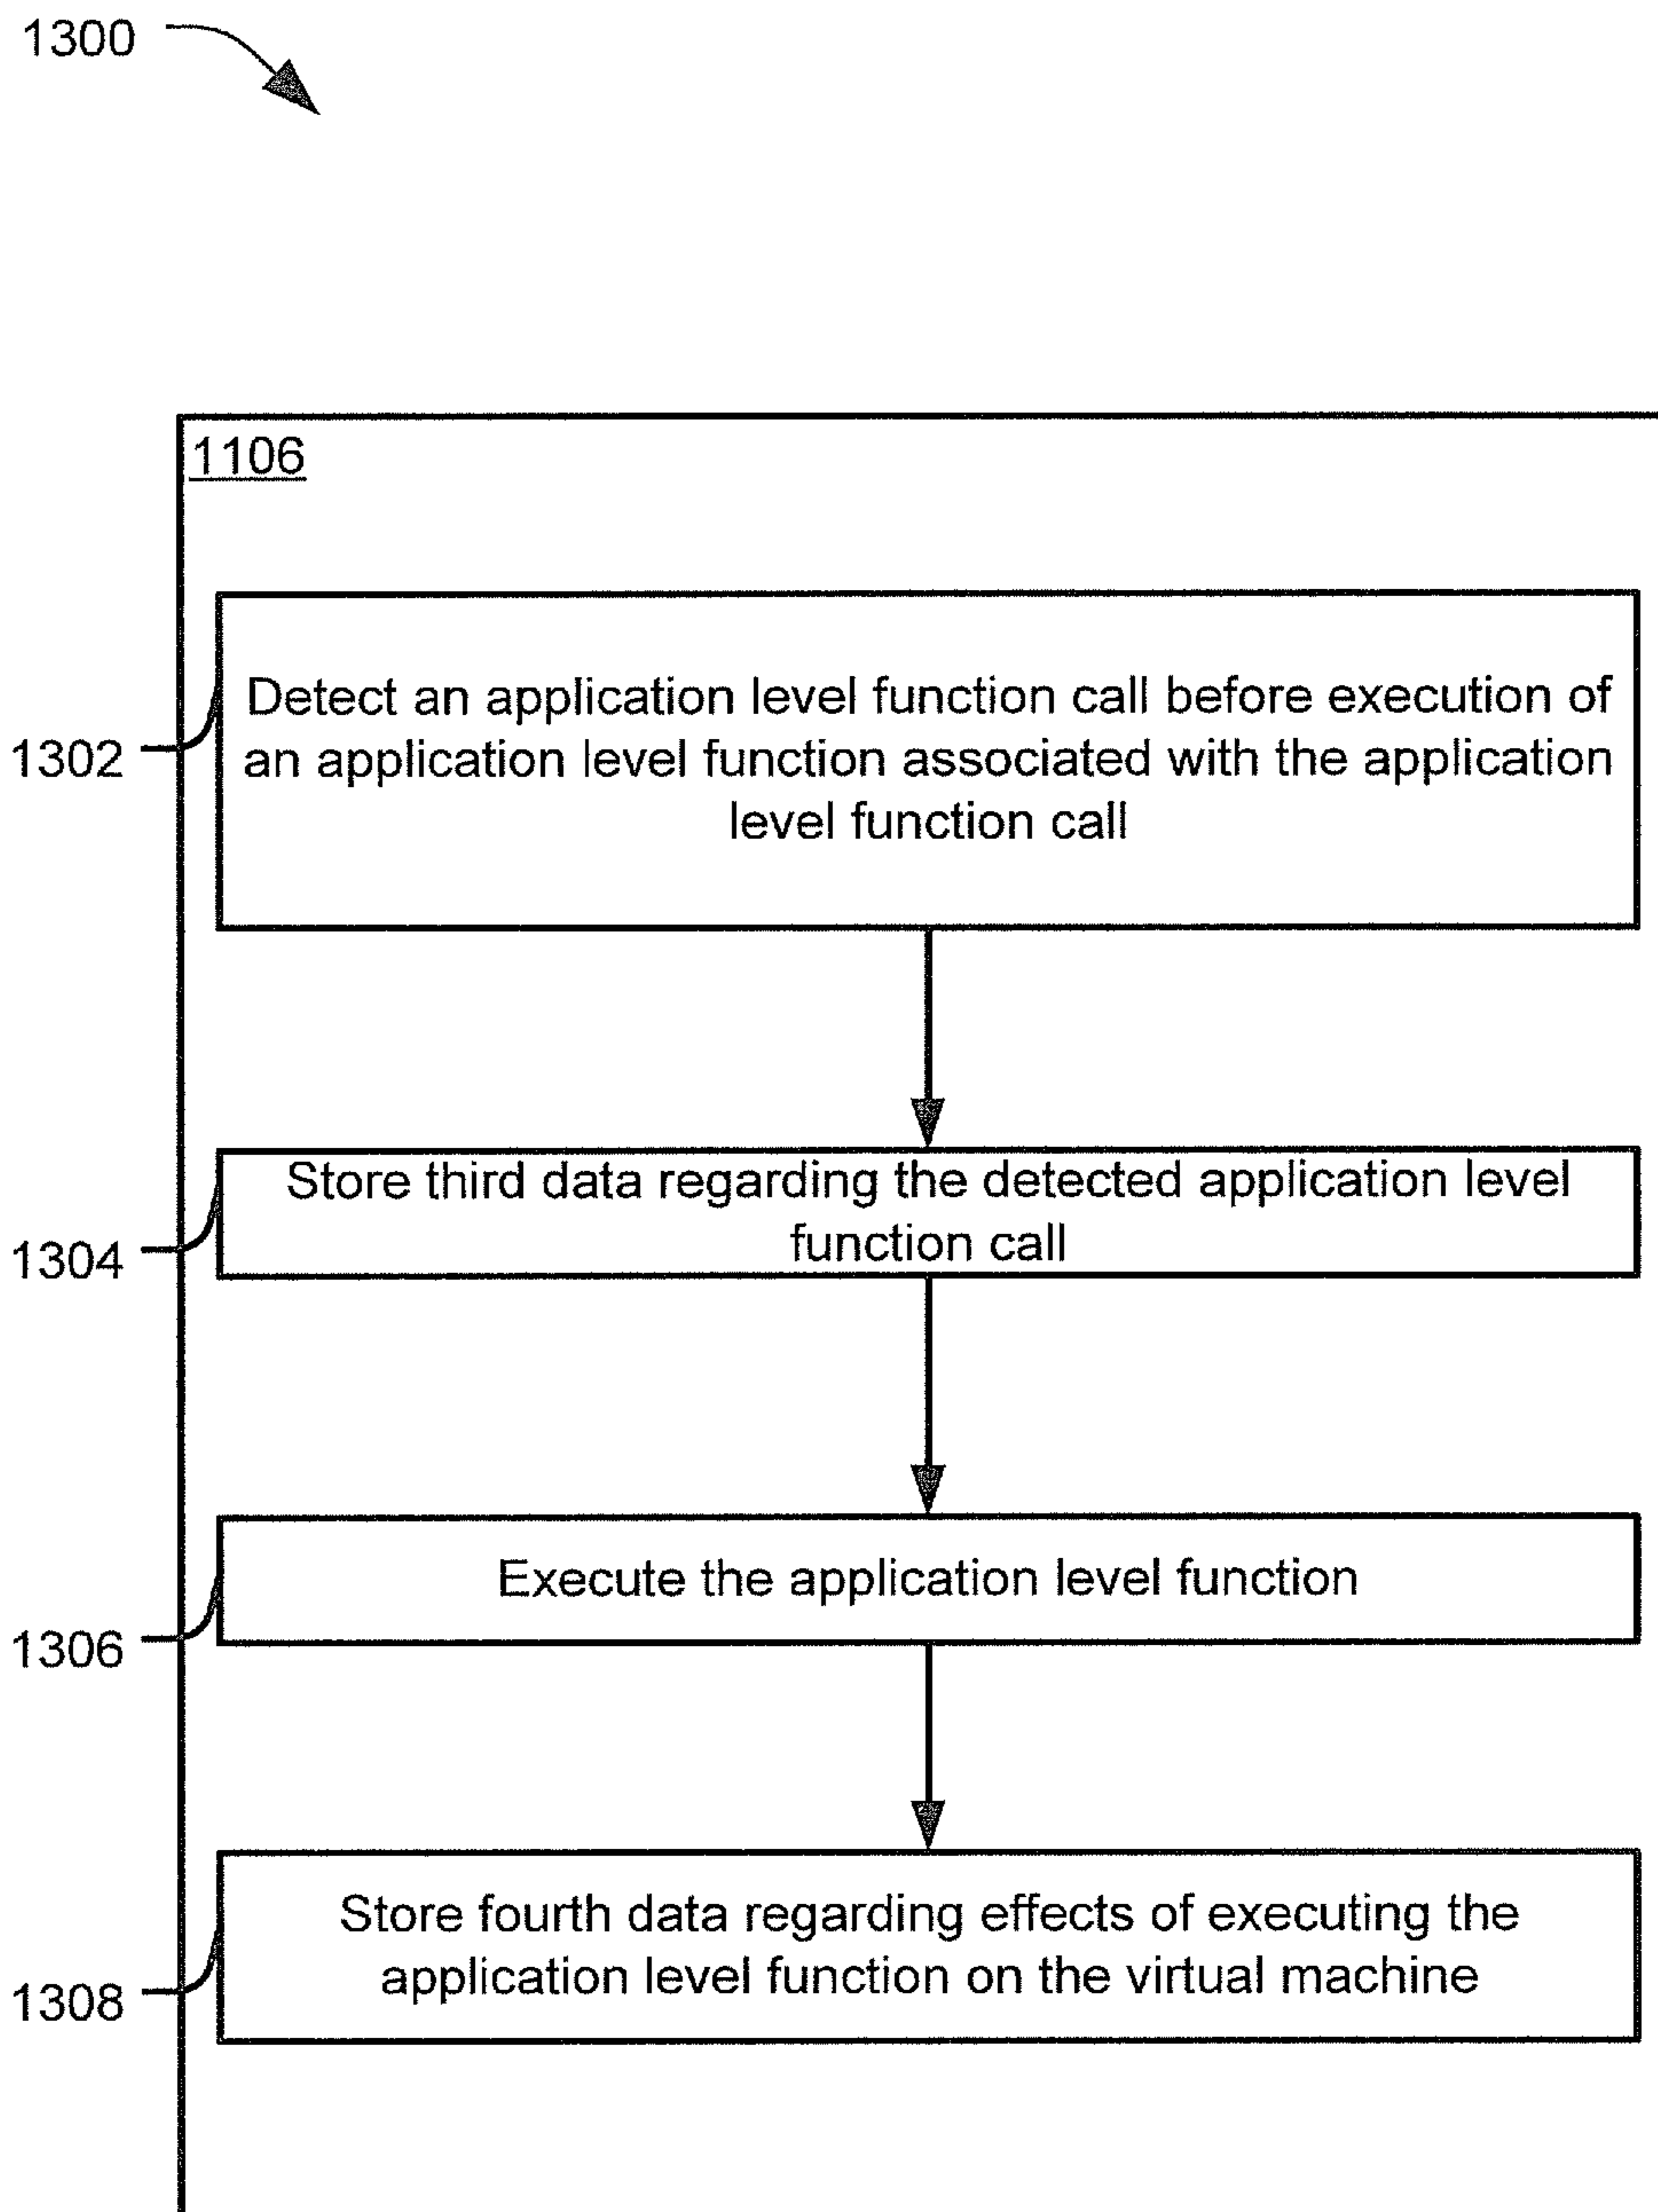 1300
1106
1302
Detect an application level function call before execution of
an application level function associated with the application
level function call
1304
Store third data regarding the detected application level
function call
1306
Execute the application level function
1308
Store fourth data regarding effects of executing the
application level function on the virtual machine